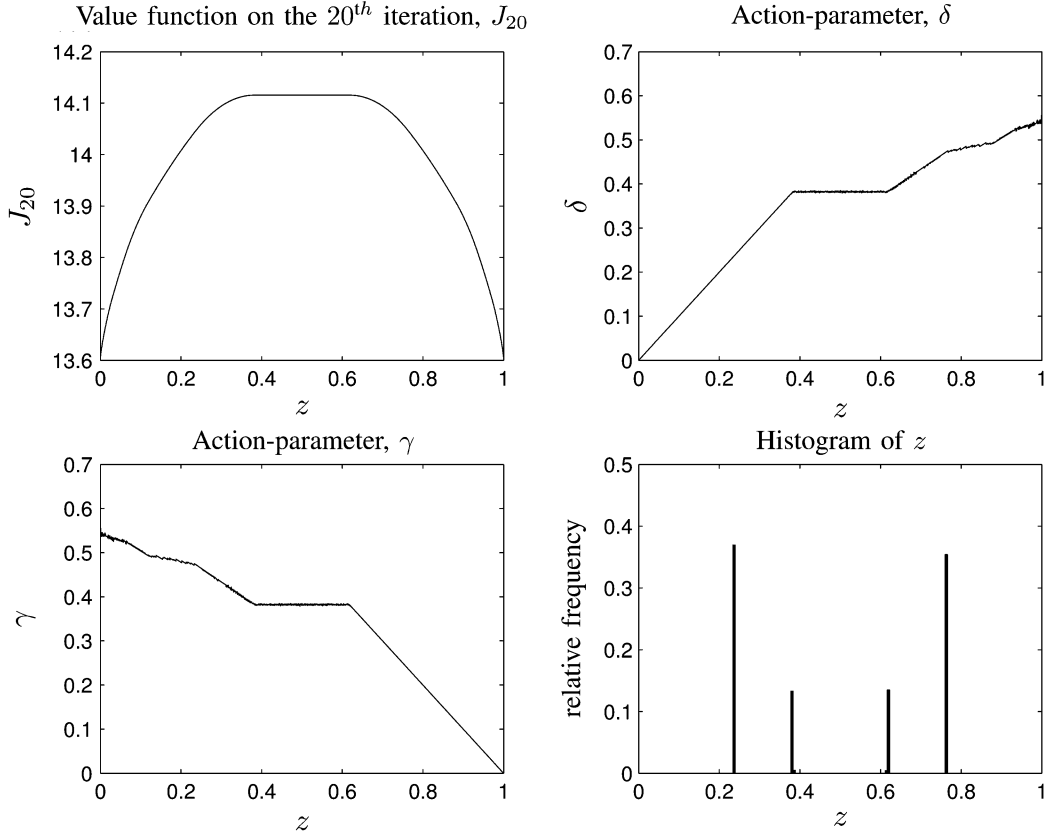 Value function on the 20th iteration, J20
14.2
14.1
14
13.9
13.8
13.7
13.6
J20
0 0.2 0.4 0.6 0.8 1
z
Action-parameter, δ
0.7
0.6
0.5
0.4
0.3
0.2
0.1
0
δ
0 0.2 0.4 0.6 0.8 1
z
Action-parameter, γ
0.7
0.6
0.5
0.4
0.3
0.2
0.1
0
γ
0 0.2 0.4 0.6 0.8 1
z
Histogram of z
0.5
0.4
0.3
0.2
0.1
0
relative frequency
0 0.2 0.4 0.6 0.8 1
z